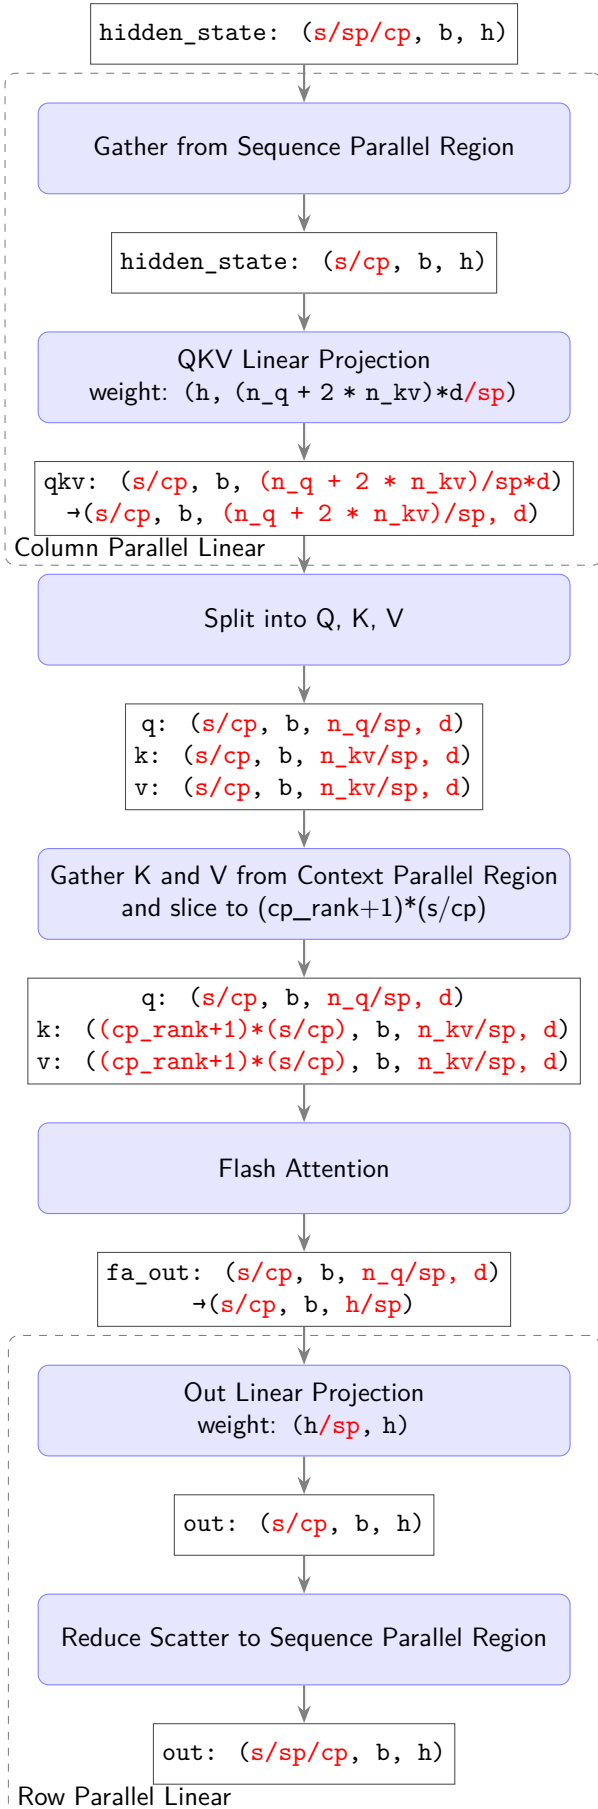 hidden_state: (s/sp/cp, b, h)
Gather from Sequence Parallel Region
hidden_state: (s/cp, b, h)
QKV Linear Projection
weight: (h, (n_q + 2 * n_kv)*d/sp)
qkv: (s/cp, b, (n_q + 2 * n_kv)/sp*d)
→(s/cp, b, (n_q + 2 * n_kv)/sp, d)
Column Parallel Linear
Split into Q, K, V
q: (s/cp, b, n_q/sp, d)
k: (s/cp, b, n_kv/sp, d)
v: (s/cp, b, n_kv/sp, d)
Gather K and V from Context Parallel Region
and slice to (cp_rank+1)*(s/cp)
q: (s/cp, b, n_q/sp, d)
k: ((cp_rank+1)*(s/cp), b, n_kv/sp, d)
v: ((cp_rank+1)*(s/cp), b, n_kv/sp, d)
Flash Attention
fa_out: (s/cp, b, n_q/sp, d)
→(s/cp, b, h/sp)
Out Linear Projection
weight: (h/sp, h)
out: (s/cp, b, h)
Reduce Scatter to Sequence Parallel Region
out: (s/sp/cp, b, h)
Row Parallel Linear